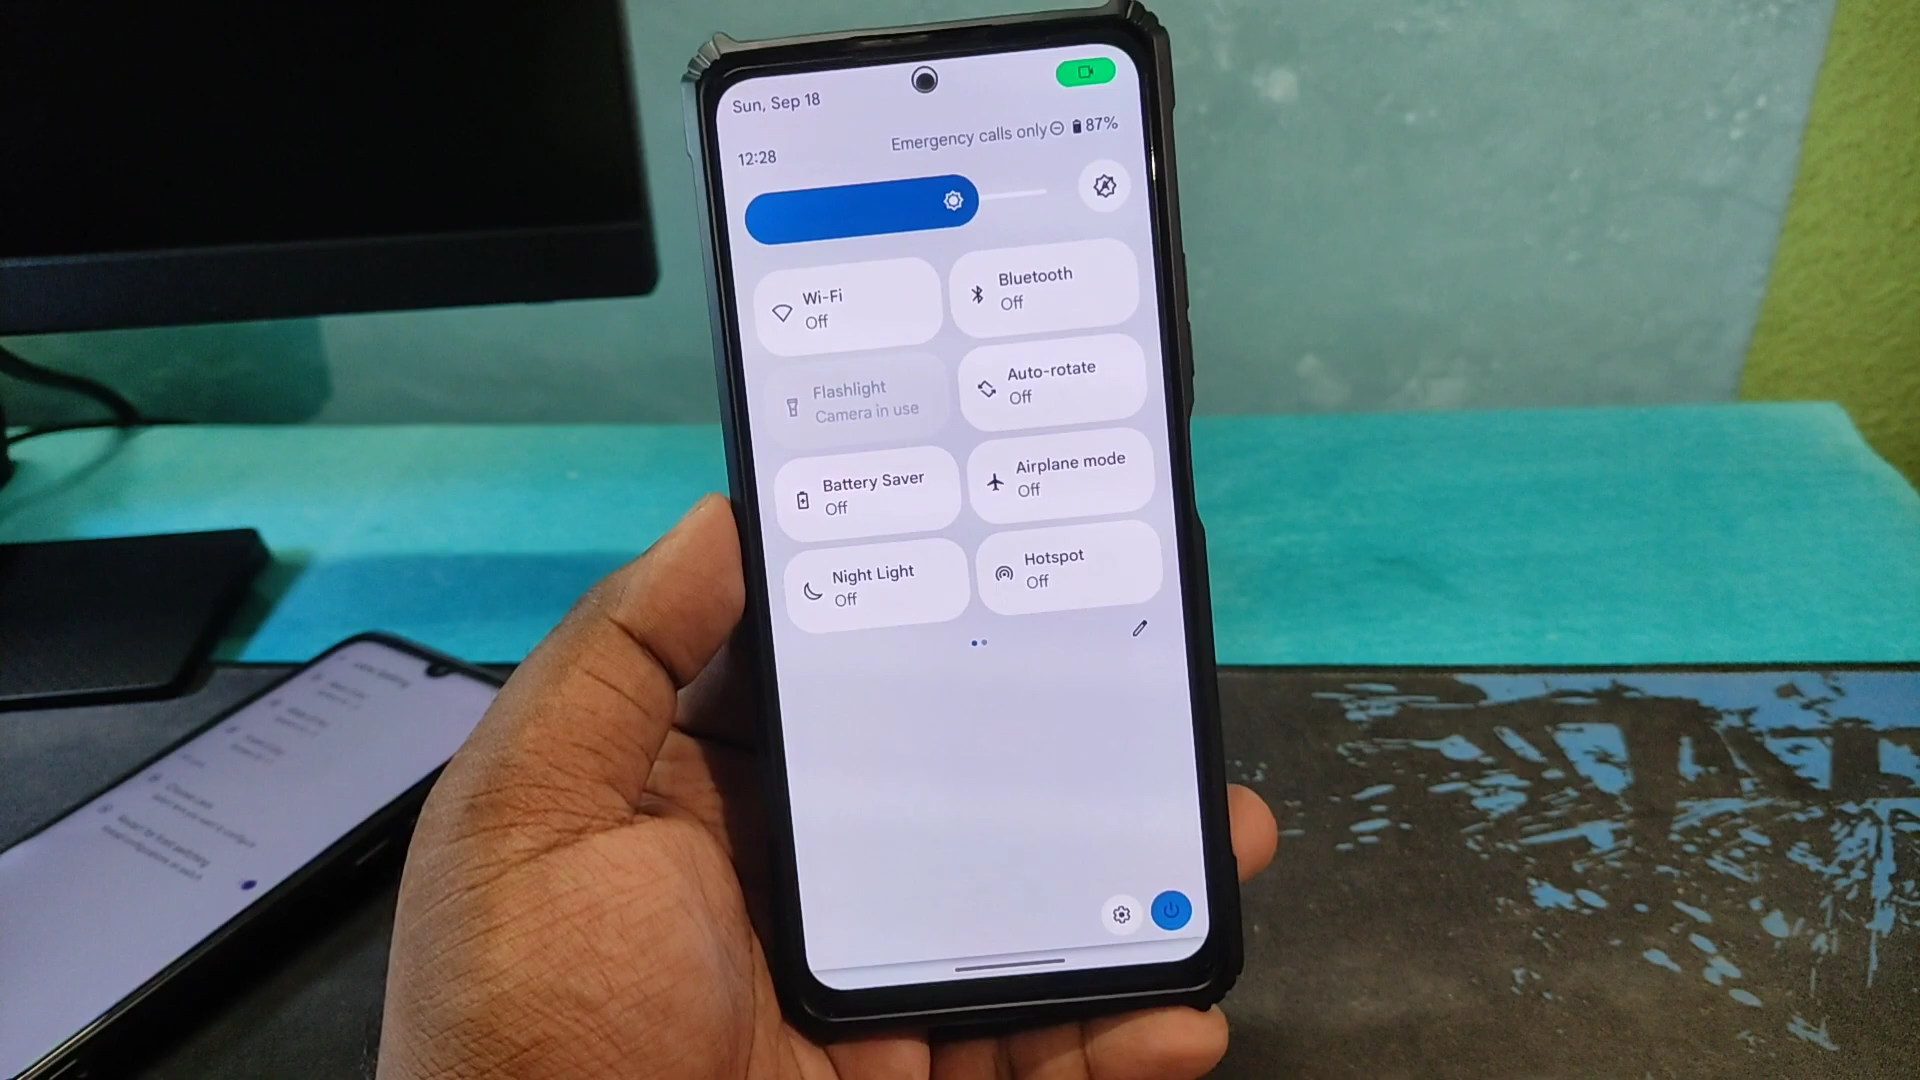 Sun, Sep 18
12:28
Emergency calls only 87%
Wi-Fi
Off
Bluetooth
Off
Flashlight
Camera in use
Auto-rotate
Off
Battery Saver
Off
Airplane mode
Off
Night Light
Off
Hotspot
Off